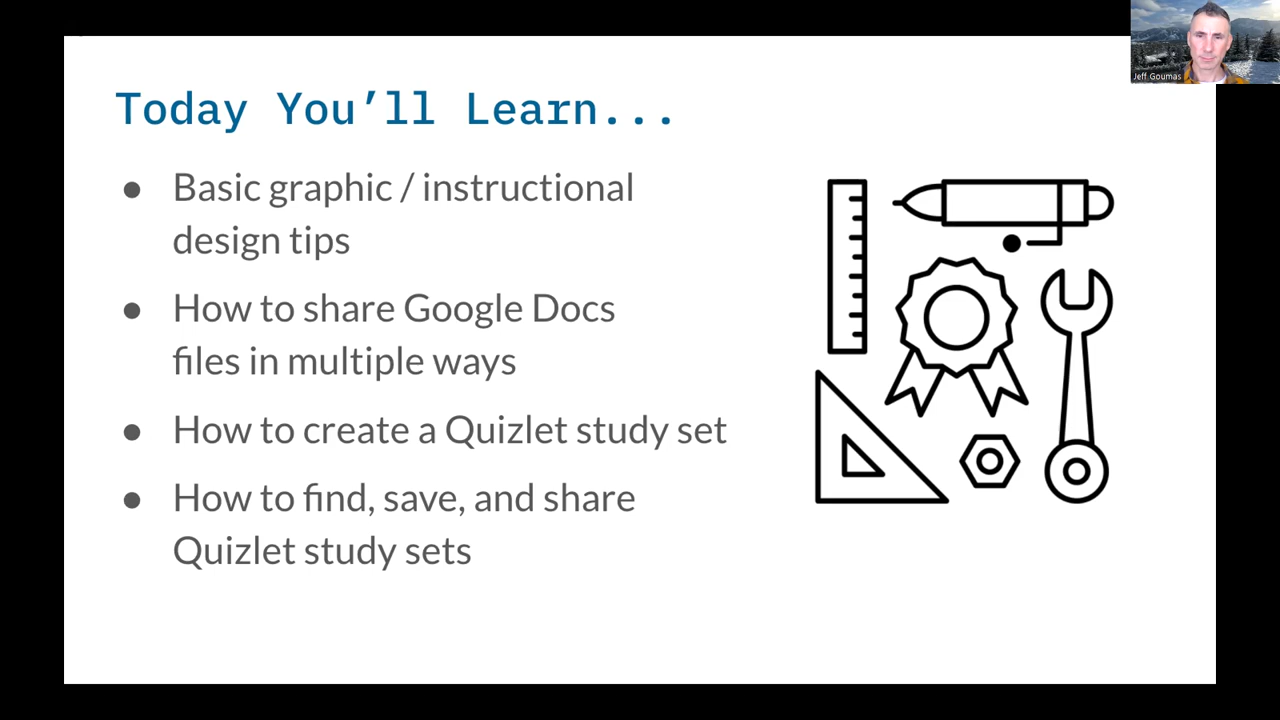 Jeff Goumas
Today You’ll Learn...
● Basic graphic / instructional
design tips
● How to share Google Docs
files in multiple ways
● How to create a Quizlet study set
● How to find, save, and share
Quizlet study sets